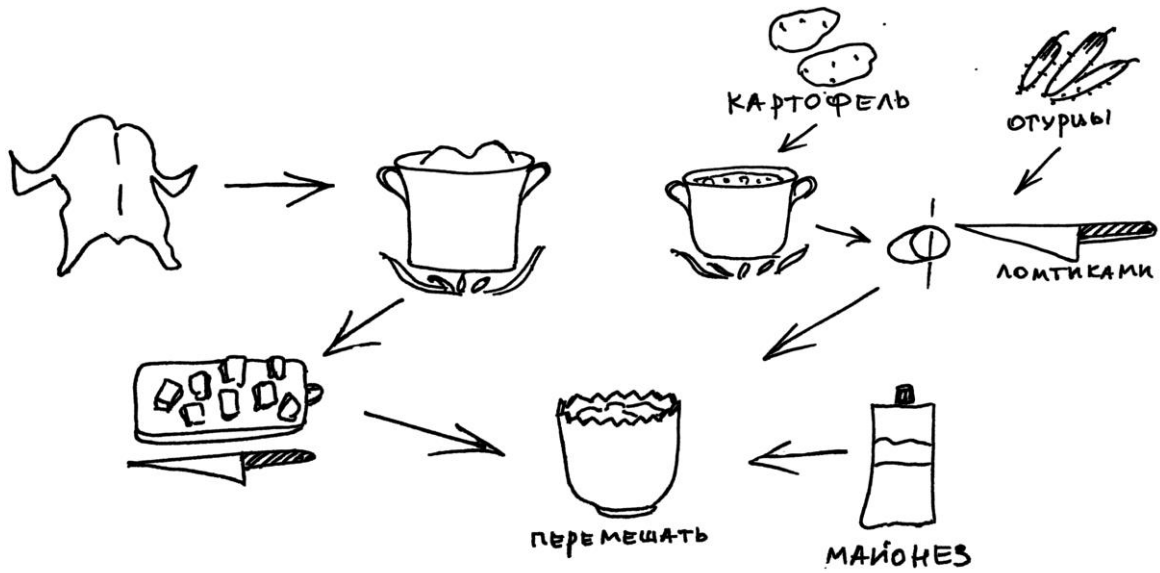 КАРТОФЕЛЬ
ОГУРЦЫ
ЛОМТИКАМИ
ПЕРЕМЕШАТЬ
МАЙОНЕЗ